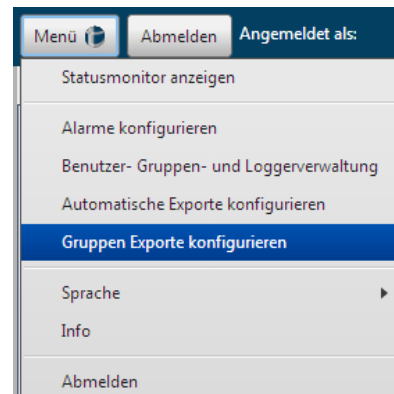 Menü Abmelden Angemeldet als:
Statusmonitor anzeigen
Alarme konfigurieren
Benutzer- Gruppen- und Loggerverwaltung
Automatische Exporte konfigurieren
Gruppen Exporte konfigurieren
Sprache
Info
Abmelden